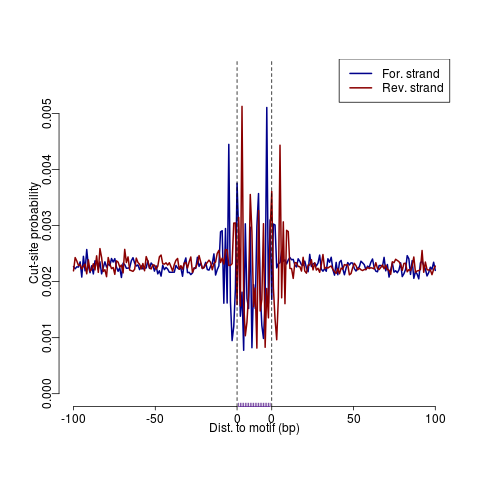 For. strand
Rev. strand
Cut-site probability
0.005
0.004
0.003
0.002
0.001
0.000
-100 -50 0 0 50 100
Dist. to motif (bp)